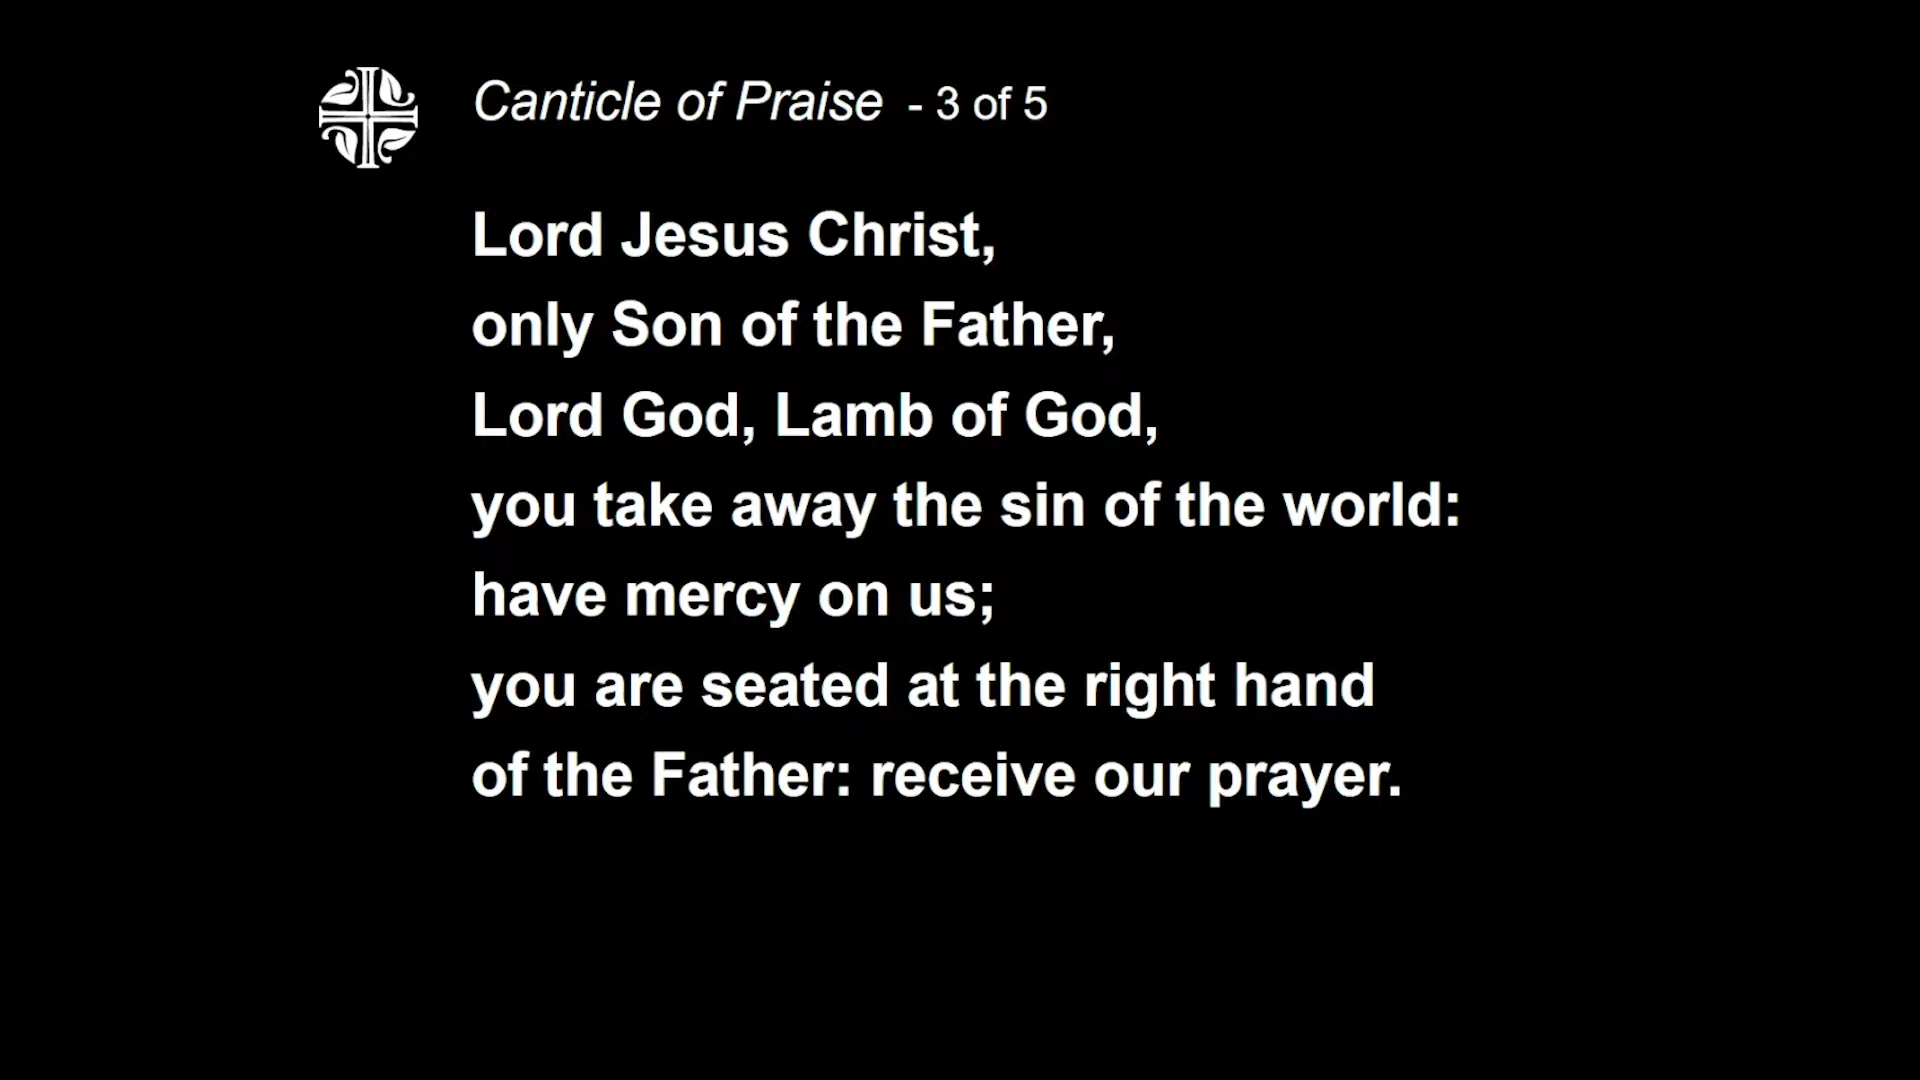 Canticle of Praise - 3 of 5
Lord Jesus Christ,
only Son of the Father,
Lord God, Lamb of God,
you take away the sin of the world:
have mercy on us;
you are seated at the right hand
of the Father: receive our prayer.